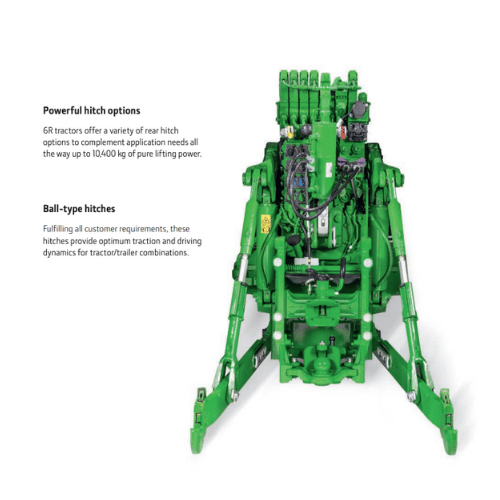 Powerful hitch options
6R tractors offer a variety of rear hitch
options to complement application needs all
the way up to 10,400 kg of pure lifting power.
Ball-type hitches
Fulfilling all customer requirements, these
hitches provide optimum traction and driving
dynamics for tractor/trailer combinations.